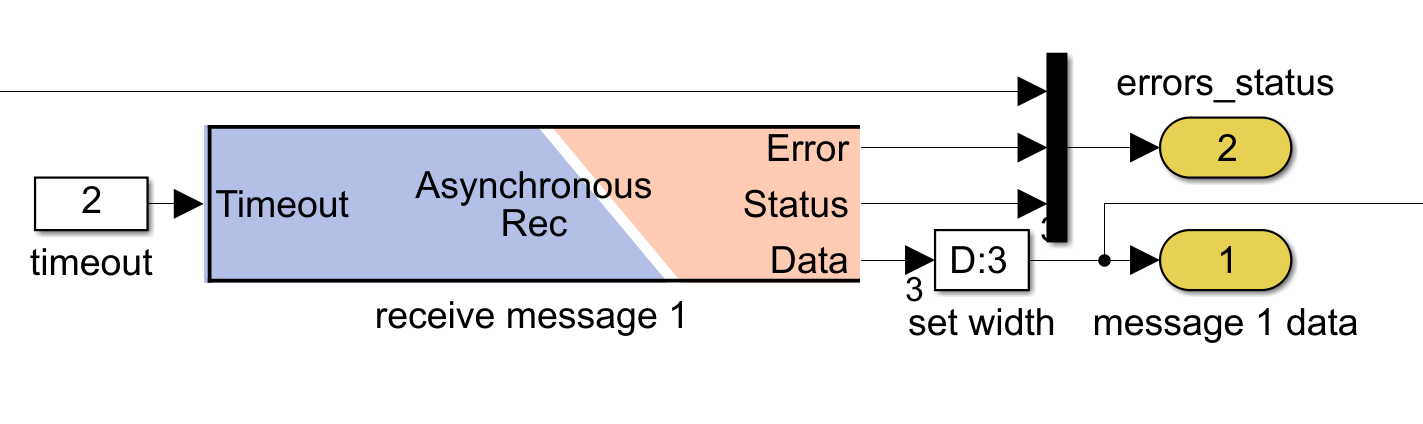 errors_status
2
2
timeout
Timeout
Asynchronous
Rec
Error
Status
Data
receive message 1
3
D:3
set width
1
message 1 data